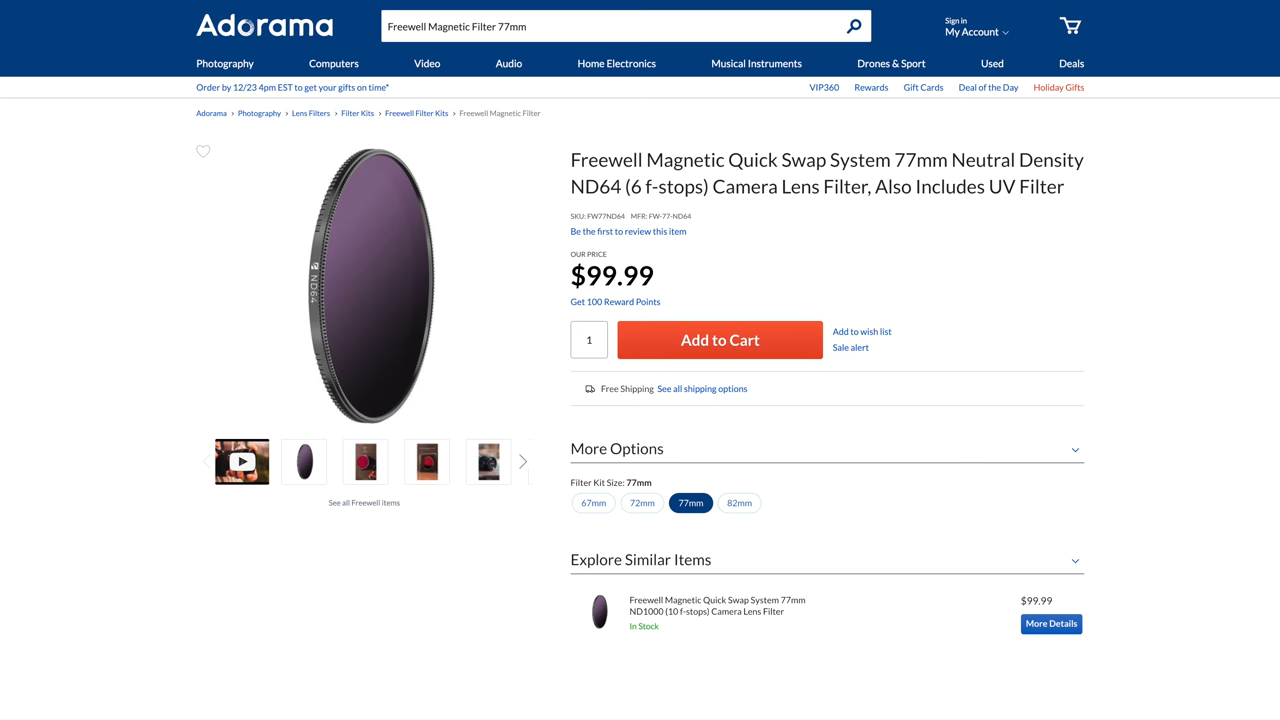 Adorama
Freewell Magnetic Filter 77mm
Sign in
My Account
Photography Computers Video Audio Home Electronics Musical Instruments Drones & Sport Used Deals
Order by 12/23 4pm EST to get your gifts on time* VIP360 Rewards Gift Cards Deal of the Day Holiday Gifts
Adorama > Photography > Lens Filters > Filter Kits > Freewell Filter Kits > Freewell Magnetic Filter
ND64
See all Freewell items
Freewell Magnetic Quick Swap System 77mm Neutral Density
ND64 (6 f-stops) Camera Lens Filter, Also Includes UV Filter
SKU: FW77ND64 MFR: FW-77-ND64
Be the first to review this item
OUR PRICE
$99.99
Get 100 Reward Points
1 Add to Cart
Add to wish list
Sale alert
Free Shipping See all shipping options
More Options
Filter Kit Size: 77mm
67mm 72mm 77mm 82mm
Explore Similar Items
Freewell Magnetic Quick Swap System 77mm
ND1000 (10 f-stops) Camera Lens Filter
In Stock
$99.99
More Details